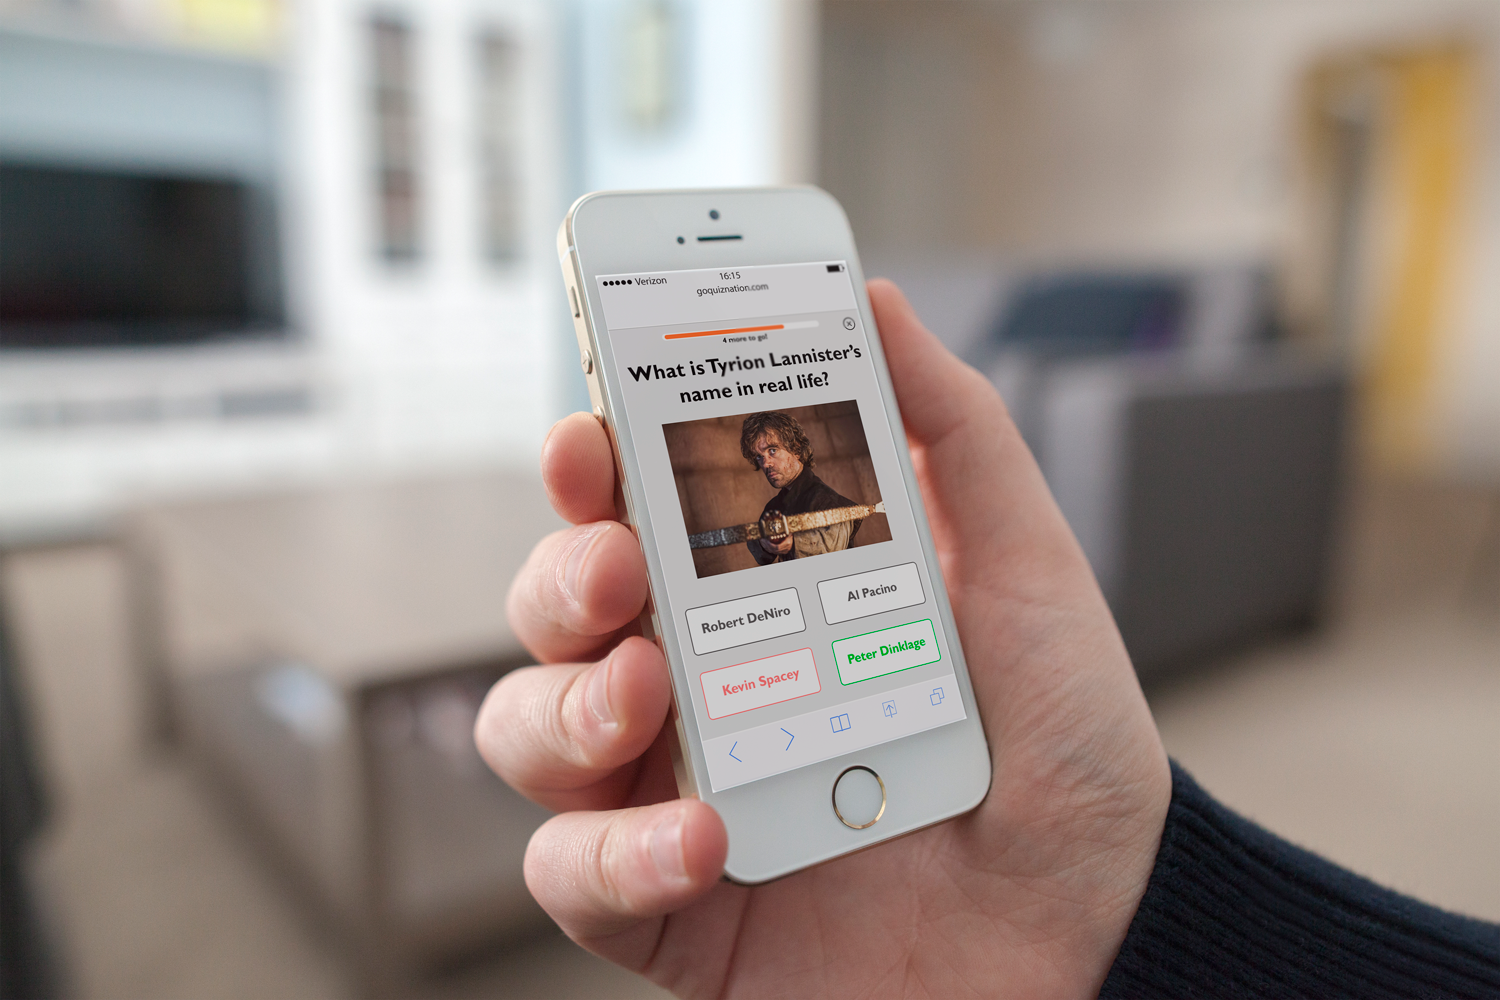 Verizon
16:15
goquiznation.com
4 more to go!
What is Tyrion Lannister's
name in real life?
Robert DeNiro
Al Pacino
Kevin Spacey
Peter Dinklage